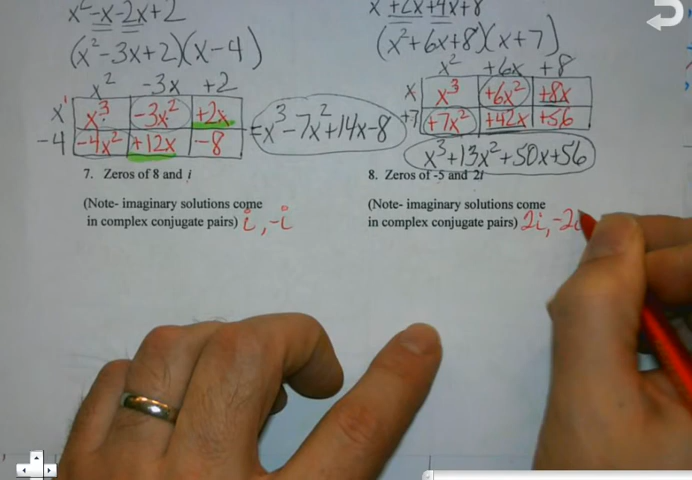 x²-x-2x+2
(x²-3x+2)(x-4)
x² -3x +2
x x³ -3x² +2x
-4 -4x² +12x -8
=x³-7x²+14x-8
7. Zeros of 8 and i
(Note- imaginary solutions come
in complex conjugate pairs) i, -i
x +2x+4x+8
(x²+6x+8)(x+7)
x² +6x +8
x x³ +6x² +8x
+7 +7x² +42x +56
x³+13x²+50x+56
8. Zeros of -5 and 2i
(Note- imaginary solutions come
in complex conjugate pairs) 2i, -2i